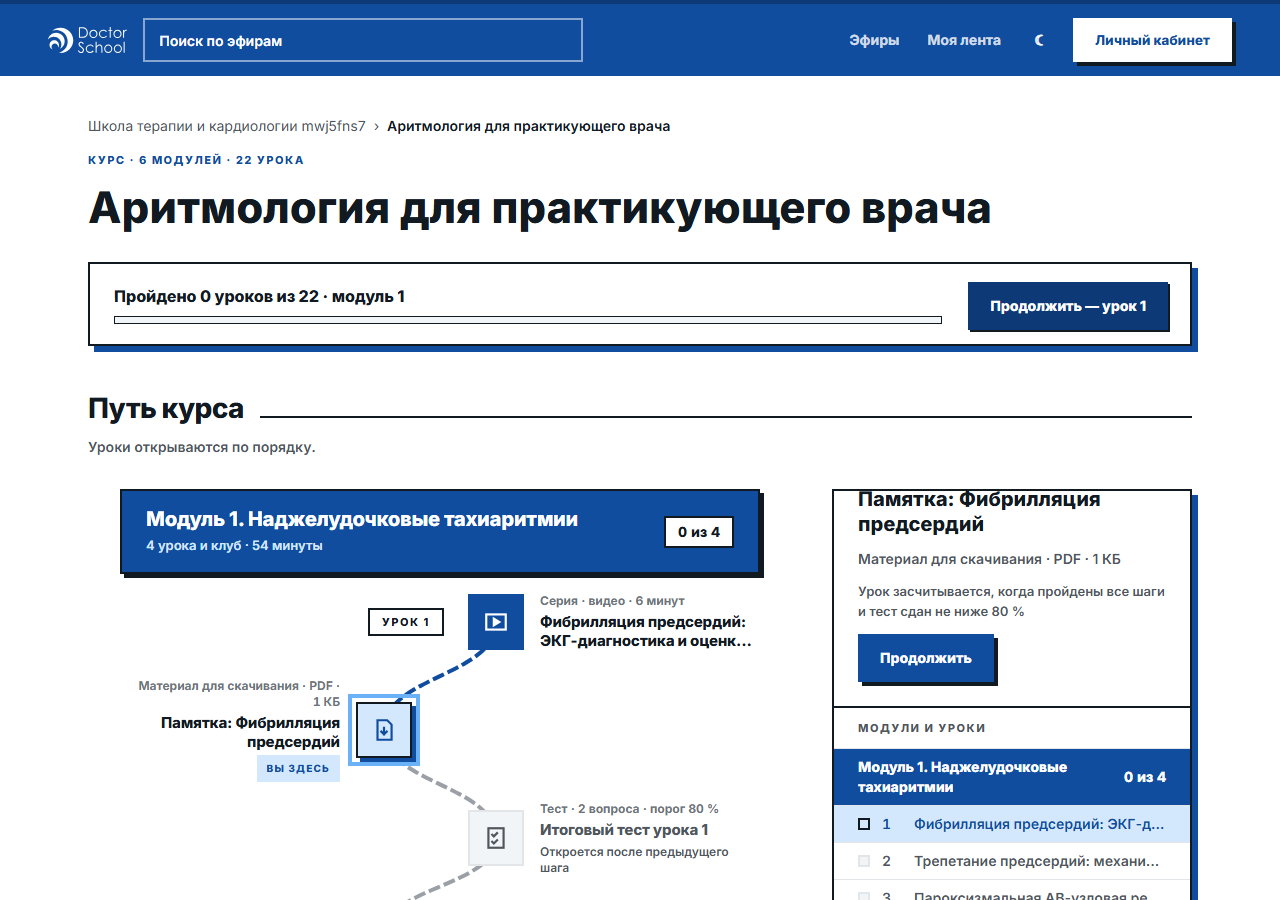 Doctor
School
Поиск по эфирам
Эфиры
Моя лента
Личный кабинет
Школа терапии и кардиологии mwj5fns7 › Аритмология для практикующего врача
КУРС · 6 МОДУЛЕЙ · 22 УРОКА
Аритмология для практикующего врача
Пройдено 0 уроков из 22 · модуль 1
Продолжить — урок 1
Путь курса
Уроки открываются по порядку.
Модуль 1. Наджелудочковые тахиаритмии
4 урока и клуб · 54 минуты
0 из 4
УРОК 1
Серия · видео · 6 минут
Фибрилляция предсердий:
ЭКГ-диагностика и оценк...
Материал для скачивания · PDF ·
1 КБ
Памятка: Фибрилляция
предсердий
ВЫ ЗДЕСЬ
Тест · 2 вопроса · порог 80 %
Итоговый тест урока 1
Откроется после предыдущего
шага
Памятка: Фибрилляция
предсердий
Материал для скачивания · PDF · 1 КБ
Урок засчитывается, когда пройдены все шаги
и тест сдан не ниже 80 %
Продолжить
МОДУЛИ И УРОКИ
Модуль 1. Наджелудочковые
тахиаритмии
0 из 4
1 Фибрилляция предсердий: ЭКГ-д...
2 Трепетание предсердий: механи...
3 Пароксизмальная АВ-узловая ре...